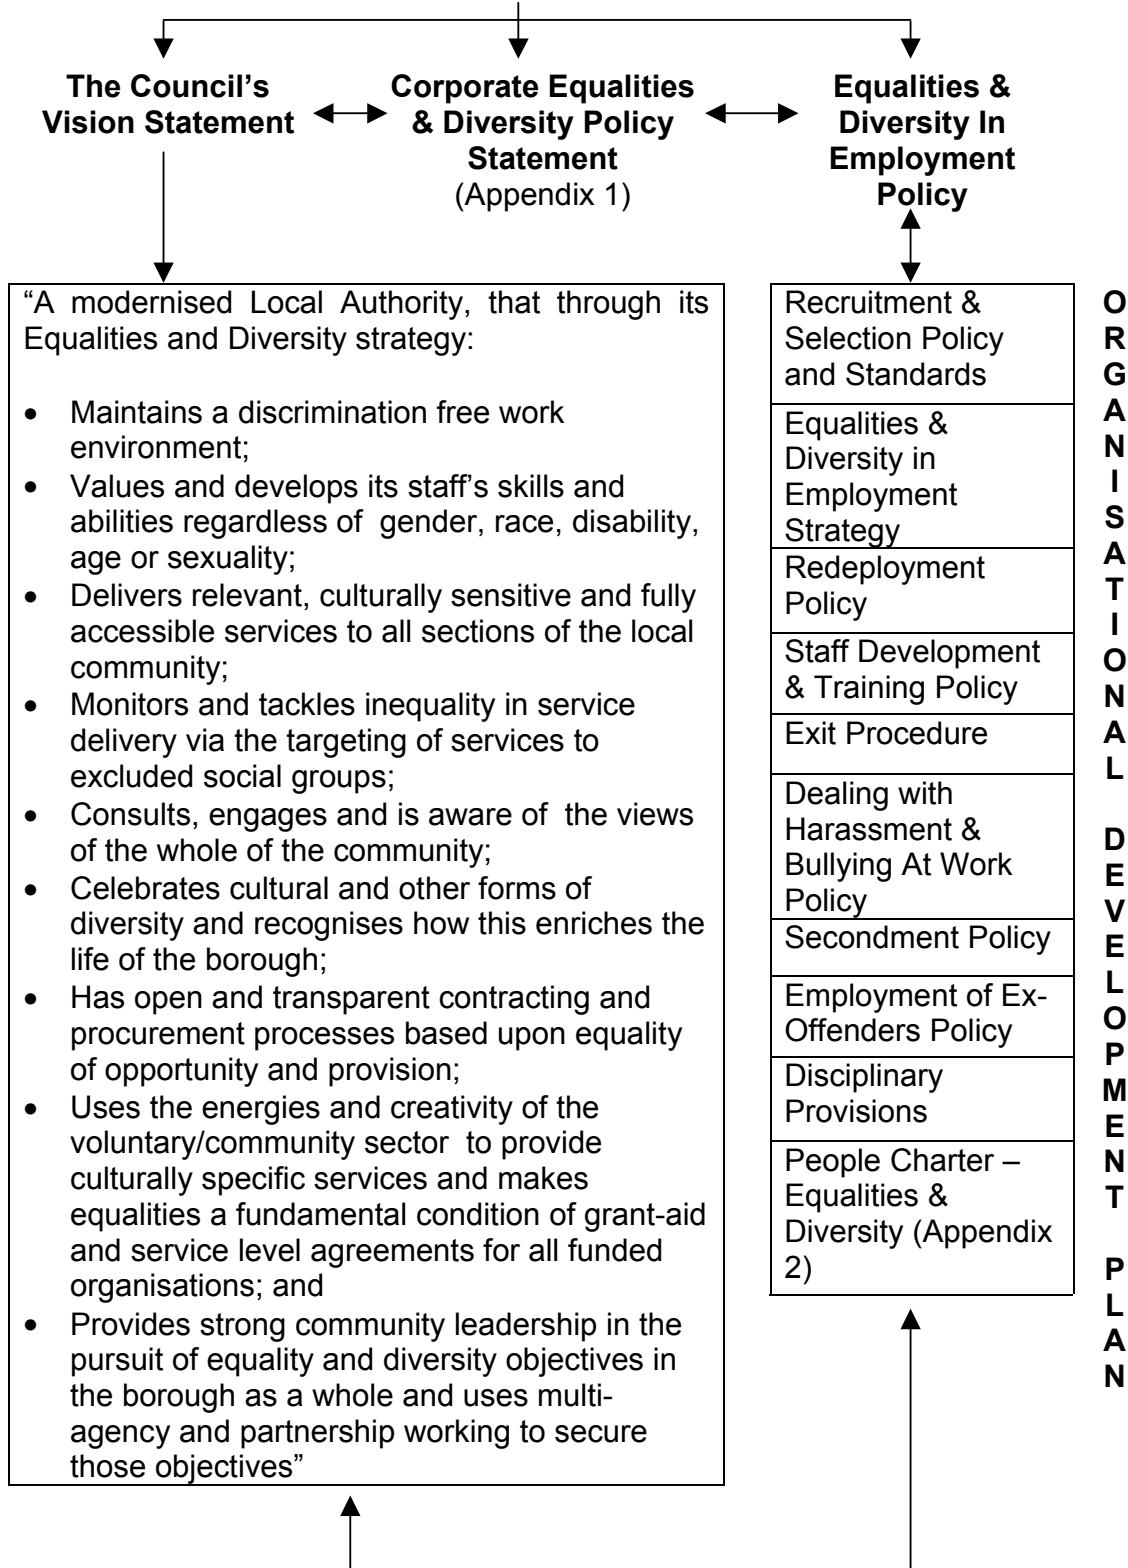 The Council’s
Vision Statement
Corporate Equalities
& Diversity Policy
Statement
(Appendix 1)
Equalities &
Diversity In
Employment
Policy
“A modernised Local Authority, that through its
Equalities and Diversity strategy:
• Maintains a discrimination free work
environment;
• Values and develops its staff’s skills and
abilities regardless of gender, race, disability,
age or sexuality;
• Delivers relevant, culturally sensitive and fully
accessible services to all sections of the local
community;
• Monitors and tackles inequality in service
delivery via the targeting of services to
excluded social groups;
• Consults, engages and is aware of the views
of the whole of the community;
• Celebrates cultural and other forms of
diversity and recognises how this enriches the
life of the borough;
• Has open and transparent contracting and
procurement processes based upon equality
of opportunity and provision;
• Uses the energies and creativity of the
voluntary/community sector to provide
culturally specific services and makes
equalities a fundamental condition of grant-aid
and service level agreements for all funded
organisations; and
• Provides strong community leadership in the
pursuit of equality and diversity objectives in
the borough as a whole and uses multi-
agency and partnership working to secure
those objectives”
Recruitment &
Selection Policy
and Standards
Equalities &
Diversity in
Employment
Strategy
Redeployment
Policy
Staff Development
& Training Policy
Exit Procedure
Dealing with
Harassment &
Bullying At Work
Policy
Secondment Policy
Employment of Ex-
Offenders Policy
Disciplinary
Provisions
People Charter –
Equalities &
Diversity (Appendix
2)
ORGANISATIONAL DEVELOPMENT PLAN